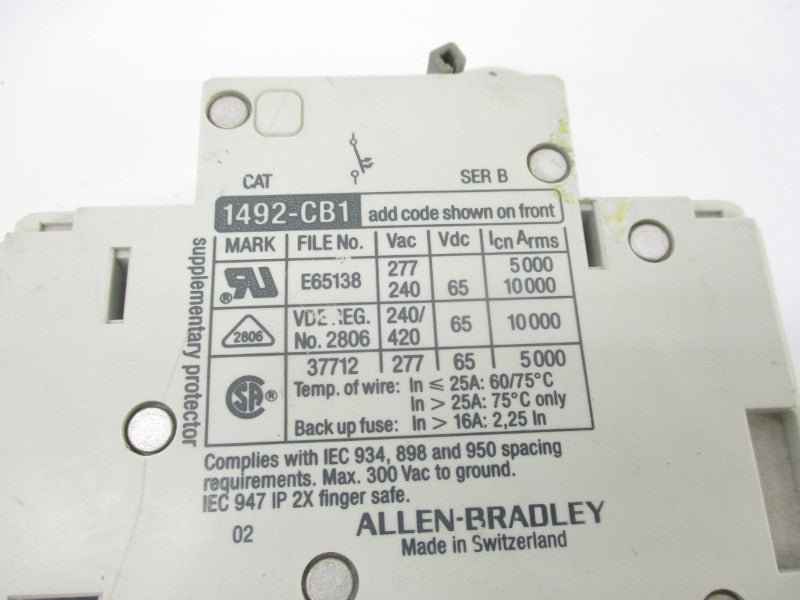 CAT SER B
1492-CB1 add code shown on front
MARK FILE No. Vac Vdc Icn Arms
RU ® E65138 277 240 65 5000 10000
2806 VDE REG. No. 2806 240/ 420 65 10000
SA ® 37712 277 65 5000
Temp. of wire: In ≤ 25A: 60/75°C
In > 25A: 75°C only
Back up fuse: In > 16A: 2,25 In
supplementary protector
Complies with IEC 934, 898 and 950 spacing
requirements. Max. 300 Vac to ground.
IEC 947 IP 2X finger safe.
02
ALLEN-BRADLEY
Made in Switzerland